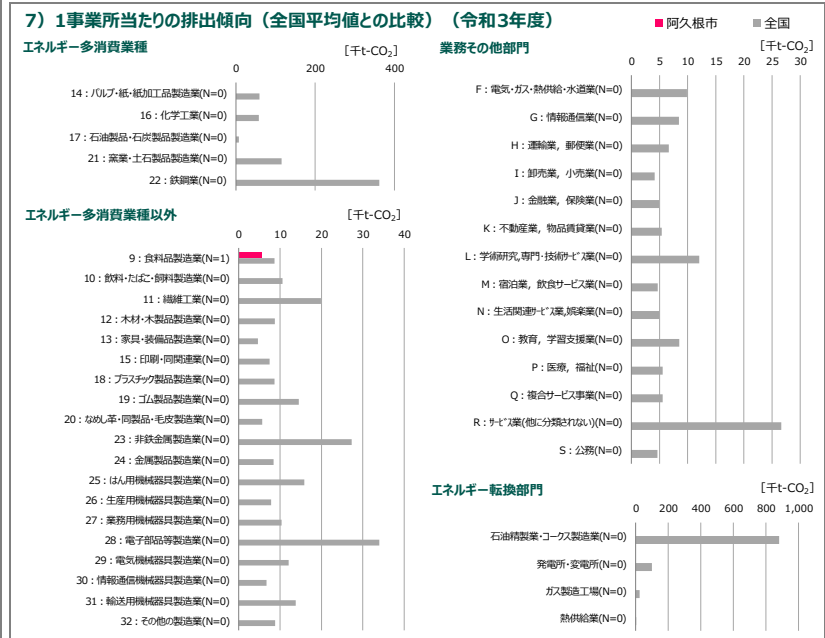 7）1事業所当たりの排出傾向（全国平均値との比較）（令和3年度）
■阿久根市 ■全国
エネルギー多消費業種
[千t-CO₂]
0 200 400
14：パルプ・紙・紙加工品製造業(N=0)
16：化学工業(N=0)
17：石油製品・石炭製品製造業(N=0)
21：窯業・土石製品製造業(N=0)
22：鉄鋼業(N=0)
エネルギー多消費業種以外
[千t-CO₂]
0 10 20 30 40
9：食料品製造業(N=1)
10：飲料・たばこ・飼料製造業(N=0)
11：繊維工業(N=0)
12：木材・木製品製造業(N=0)
13：家具・装備品製造業(N=0)
15：印刷・同関連業(N=0)
18：プラスチック製品製造業(N=0)
19：ゴム製品製造業(N=0)
20：なめし革・同製品・毛皮製造業(N=0)
23：非鉄金属製造業(N=0)
24：金属製品製造業(N=0)
25：はん用機械器具製造業(N=0)
26：生産用機械器具製造業(N=0)
27：業務用機械器具製造業(N=0)
28：電子部品等製造業(N=0)
29：電気機械器具製造業(N=0)
30：情報通信機械器具製造業(N=0)
31：輸送用機械器具製造業(N=0)
32：その他の製造業(N=0)
業務その他部門
[千t-CO₂]
0 5 10 15 20 25 30
F：電気・ガス・熱供給・水道業(N=0)
G：情報通信業(N=0)
H：運輸業，郵便業(N=0)
I：卸売業，小売業(N=0)
J：金融業，保険業(N=0)
K：不動産業，物品賃貸業(N=0)
L：学術研究,専門・技術ｻｰﾋﾞｽ業(N=0)
M：宿泊業，飲食サービス業(N=0)
N：生活関連ｻｰﾋﾞｽ業,娯楽業(N=0)
O：教育，学習支援業(N=0)
P：医療，福祉(N=0)
Q：複合サービス事業(N=0)
R：ｻｰﾋﾞｽ業(他に分類されない)(N=0)
S：公務(N=0)
エネルギー転換部門
[千t-CO₂]
0 200 400 600 800 1,000
石油精製業・コークス製造業(N=0)
発電所・変電所(N=0)
ガス製造工場(N=0)
熱供給業(N=0)